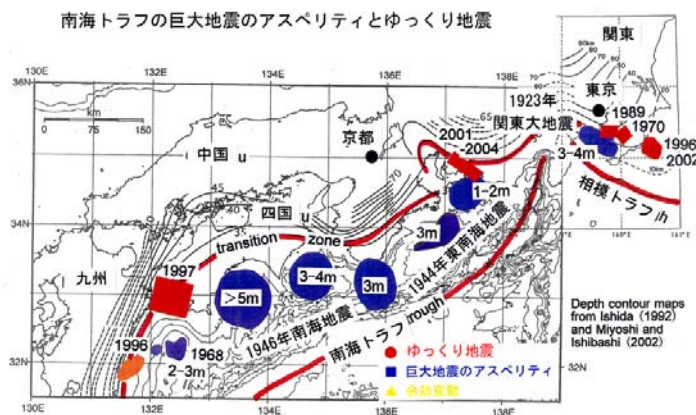 南海トラフの巨大地震のアスペリティとゆっくり地震
130E
132E
134E
136E
138E
36N
34N
32N
km
0 75 150
関東
東京
1923年
関東大地震
1989
1970
1996
2002
3-4m
相模トラフ
2001
-2004
京都
中国
四国
九州
1-2m
3m
transition zone
1997
>5m
3-4m
3m
1944年東南海地震
1946年南海地震
南海トラフ
1996
1968
2-3m
Depth contour maps
from Ishida (1992)
and Miyoshi and
Ishibashi (2002)
ゆっくり地震
巨大地震のアスペリティ
余効変動
32N
130E
132E
134E
136E
138E